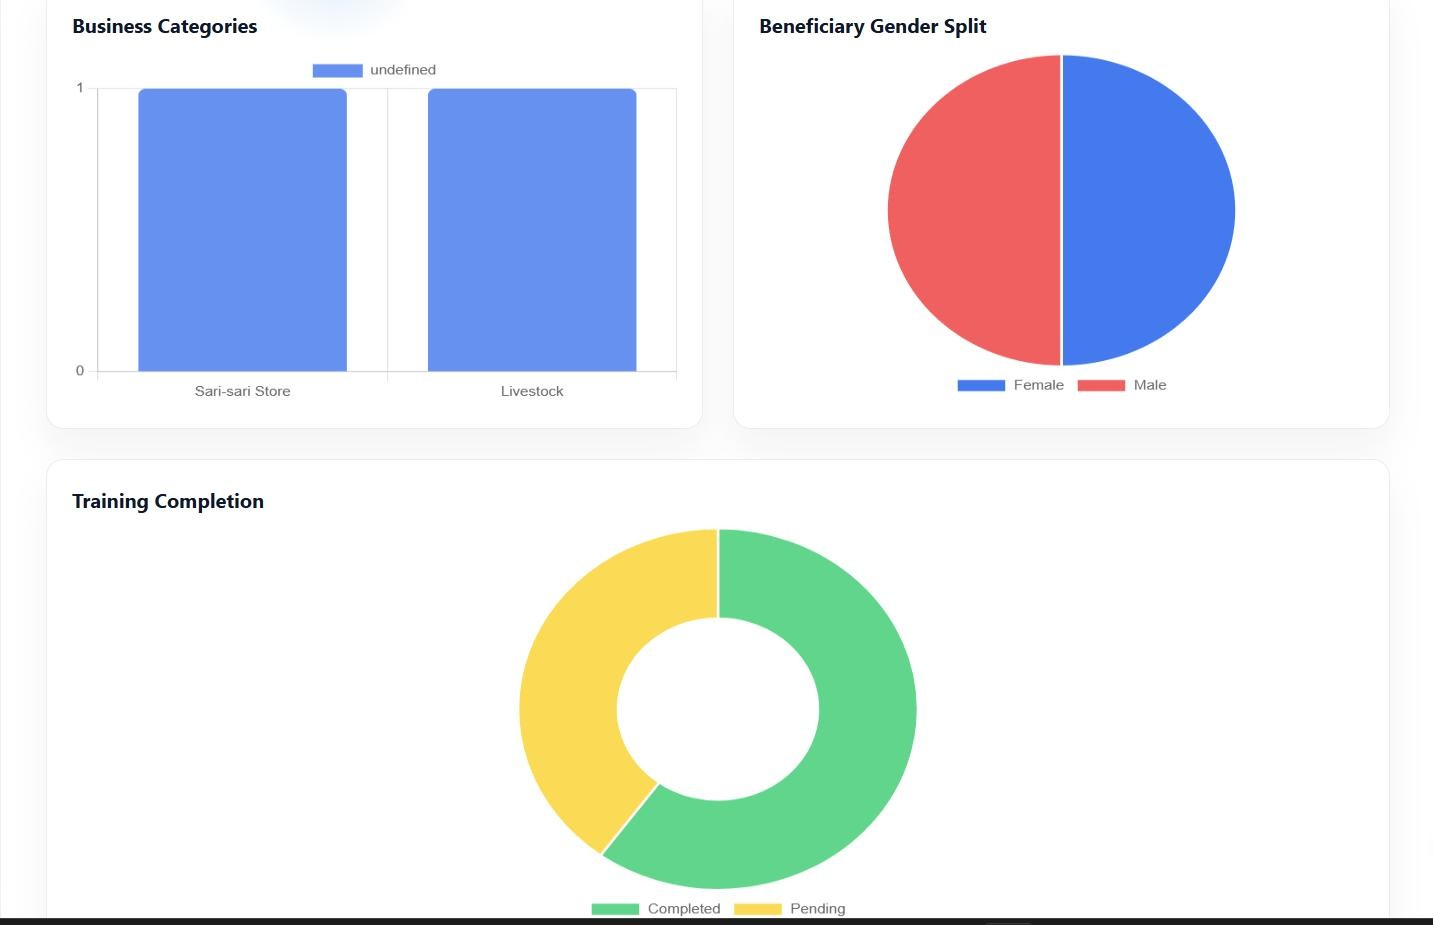 Business Categories
undefined
1
0
Sari-sari Store
Livestock
Beneficiary Gender Split
Female
Male
Training Completion
Completed
Pending